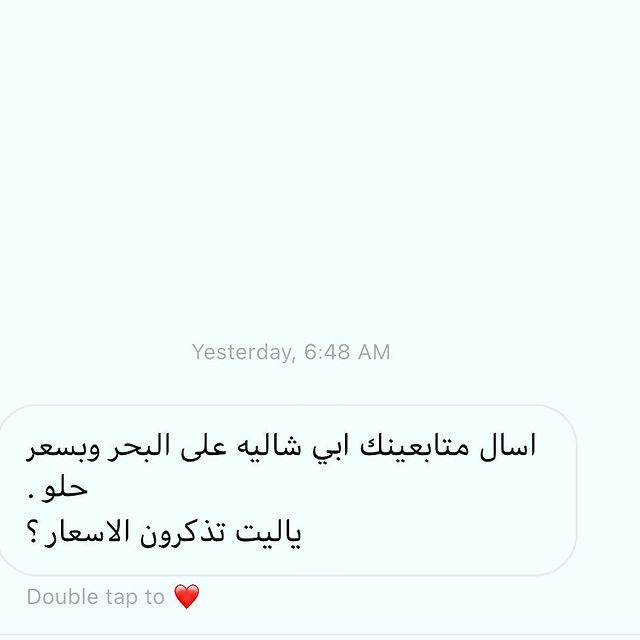 Yesterday, 6:48 AM
اسال متابعينك ابي شاليه على البحر وبسعر
حلو .
ياليت تذكرون الاسعار ؟
Double tap to ❤️